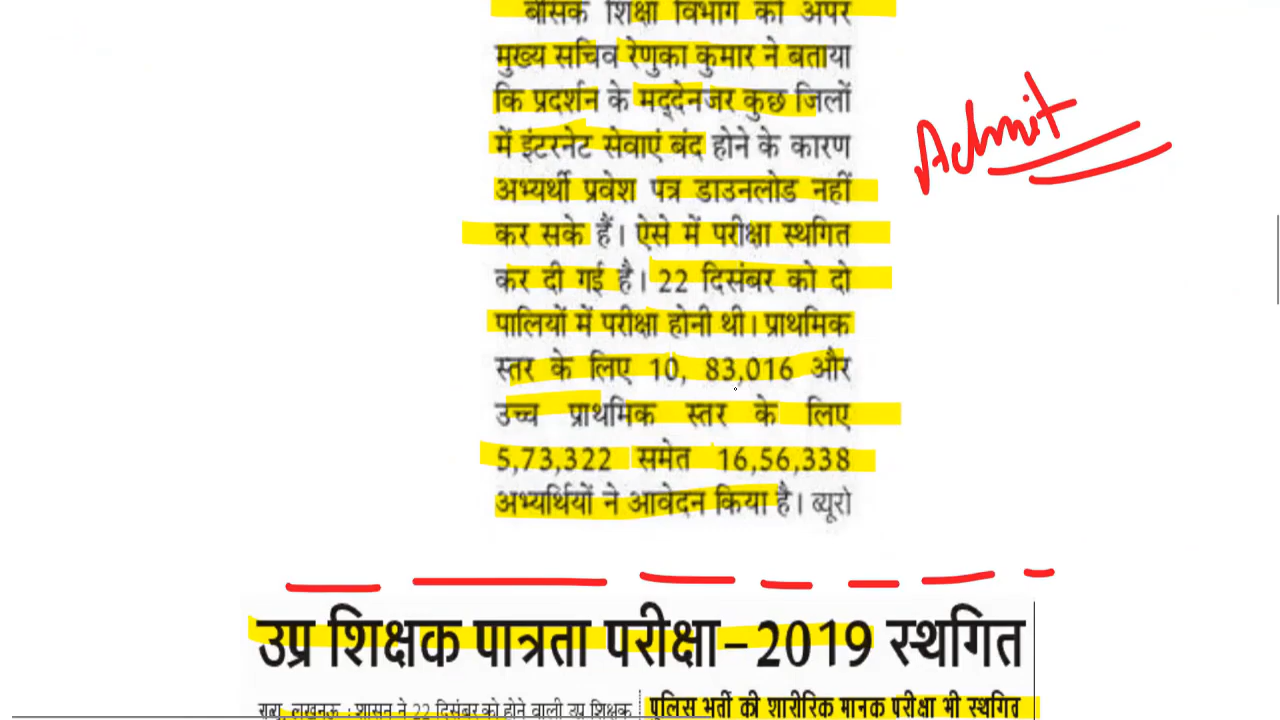 बेसिक शिक्षा विभाग की अपर
मुख्य सचिव रेणुका कुमार ने बताया
कि प्रदर्शन के मद्देनजर कुछ जिलों
में इंटरनेट सेवाएं बंद होने के कारण
अभ्यर्थी प्रवेश पत्र डाउनलोड नहीं
कर सके हैं। ऐसे में परीक्षा स्थगित
कर दी गई है। 22 दिसंबर को दो
पालियों में परीक्षा होनी थी। प्राथमिक
स्तर के लिए 10, 83,016 और
उच्च प्राथमिक स्तर के लिए
5,73,322 समेत 16,56,338
अभ्यर्थियों ने आवेदन किया है। ब्यूरो
Admit
उप्र शिक्षक पात्रता परीक्षा–2019 स्थगित
लखनऊ : शासन ने 22 दिसंबर को होने वाली उप्र शिक्षक
पुलिस भर्ती की शारीरिक मानक परीक्षा भी स्थगित